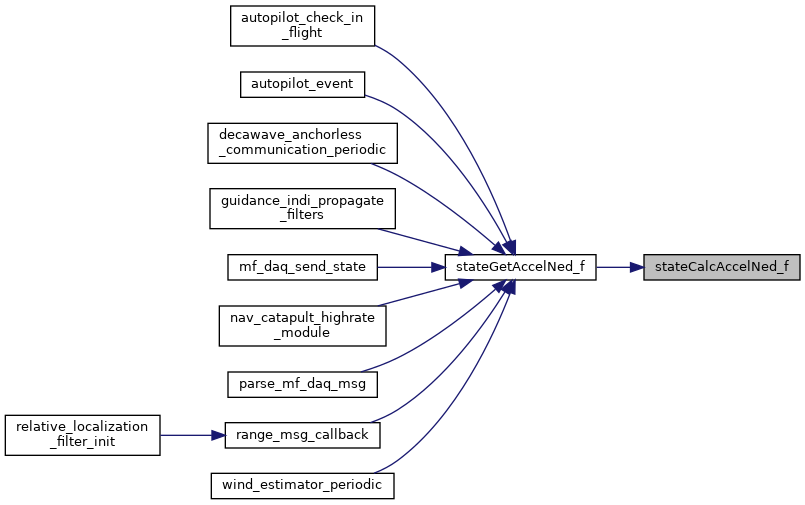 autopilot_check_in
_flight
autopilot_event
decawave_anchorless
_communication_periodic
guidance_indi_propagate
_filters
mf_daq_send_state
stateGetAccelNed_f
stateCalcAccelNed_f
nav_catapult_highrate
_module
parse_mf_daq_msg
relative_localization
_filter_init
range_msg_callback
wind_estimator_periodic